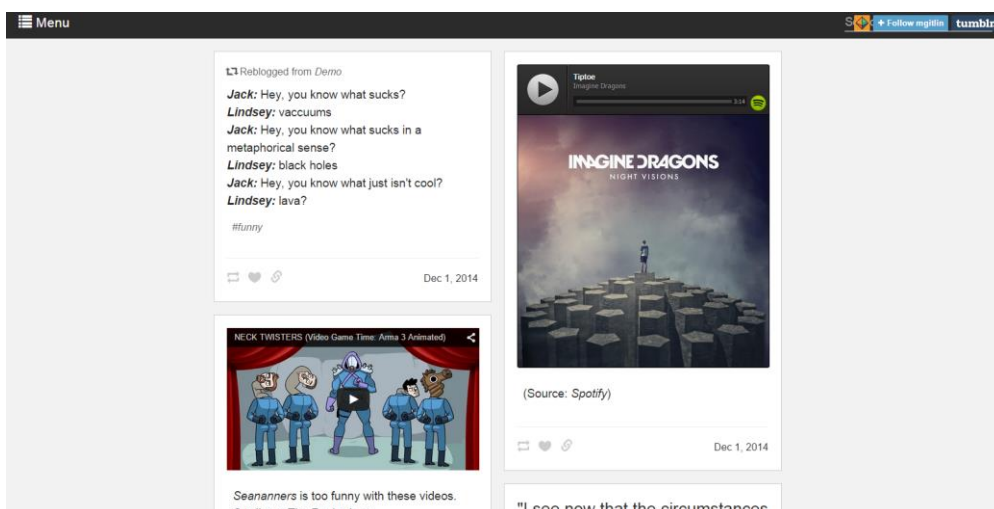 Menu
+ Follow mgitlin
tumblr
Reblogged from Demo
Jack: Hey, you know what sucks?
Lindsey: vaccuums
Jack: Hey, you know what sucks in a
metaphorical sense?
Lindsey: black holes
Jack: Hey, you know what just isn't cool?
Lindsey: lava?
#funny
Dec 1, 2014
NECK TWISTERS (Video Game Time: Arma 3 Animated)
Seananners is too funny with these videos.
Tiptoe
Imagine Dragons
3:14
IMAGINE DRAGONS
NIGHT VISIONS
(Source: Spotify)
Dec 1, 2014
"I see now that the circumstances